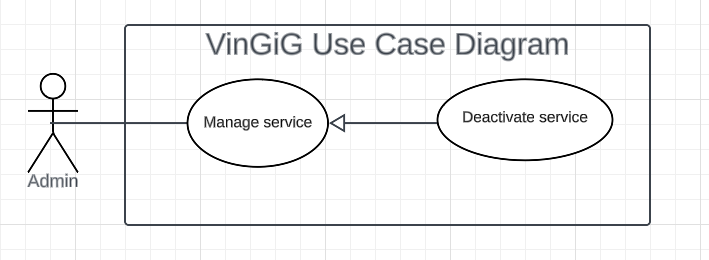 VinGiG Use Case Diagram
Manage service
Deactivate service
Admin